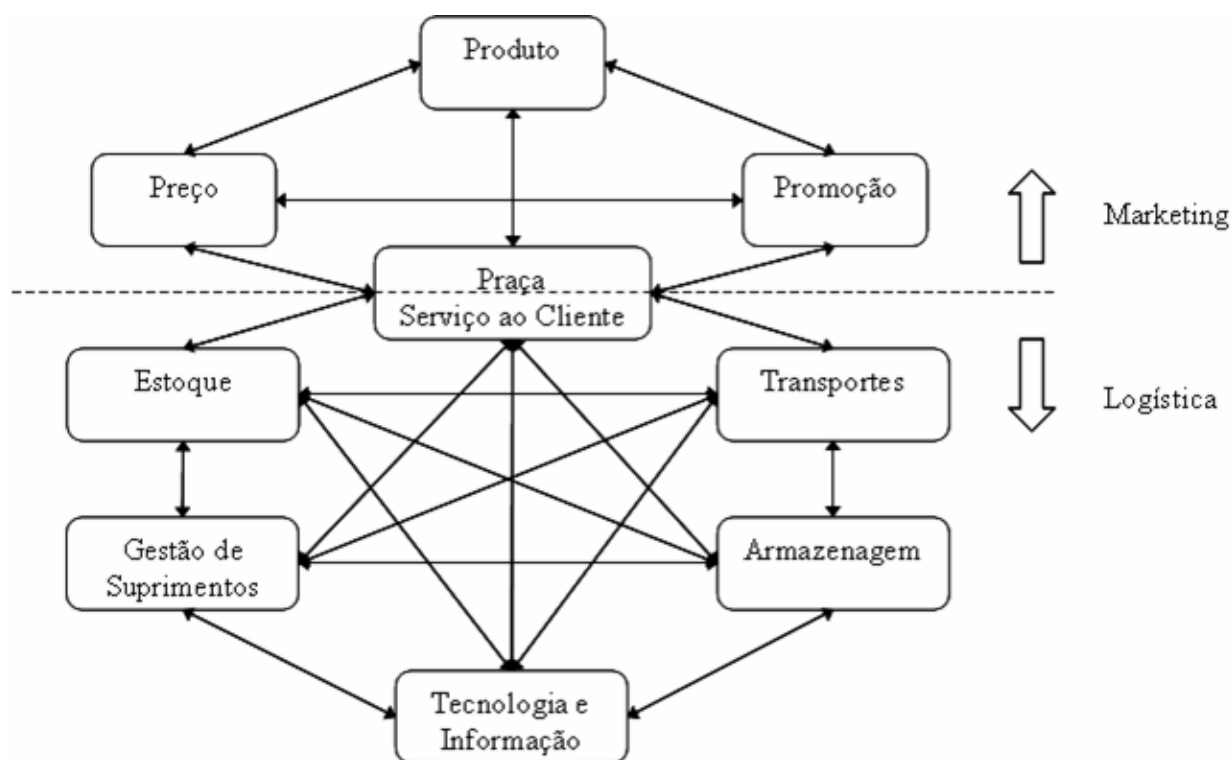 Produto
Preço
Promoção
Marketing
Praça
Serviço ao Cliente
Estoque
Transportes
Logística
Gestão de
Suprimentos
Armazenagem
Tecnologia e
Informação